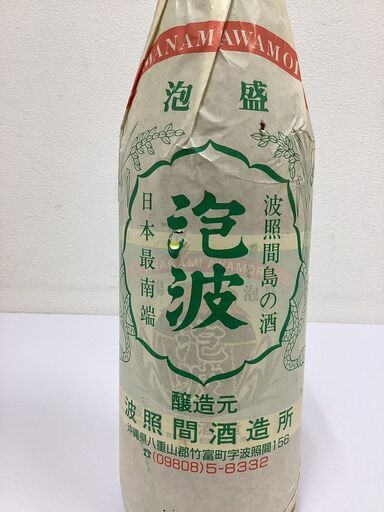 ANAMAWAMO
泡盛
波照間島の酒
泡波
日本最南端
醸造元
波照間酒造所
沖縄県八重山郡竹富町字波照間156
☎(09808)5-8332